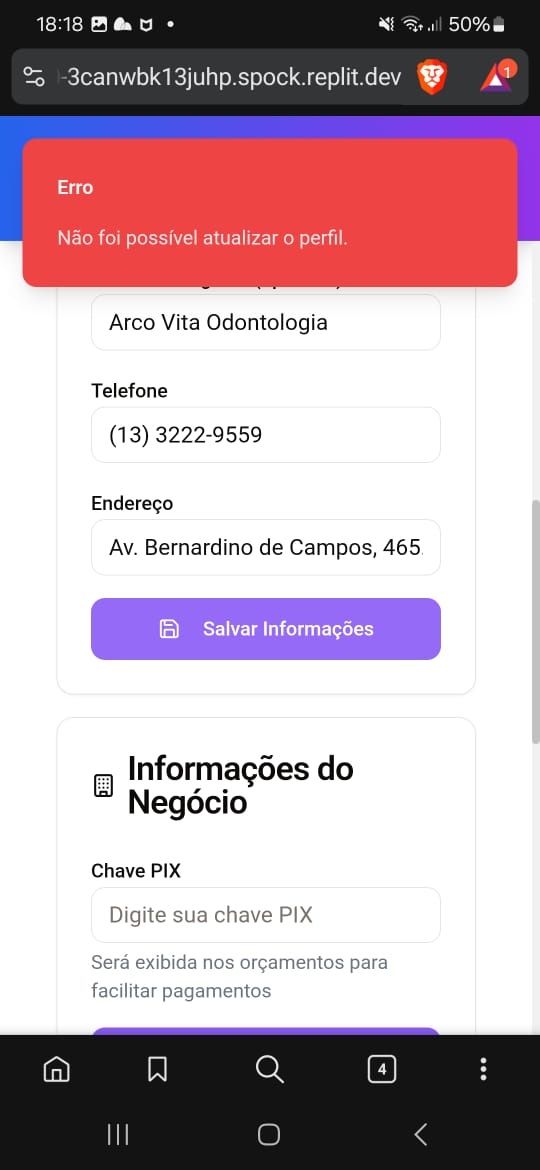 18:18
50%
-3canwbk13juhp.spock.replit.dev
1
Erro
Não foi possível atualizar o perfil.
Arco Vita Odontologia
Telefone
(13) 3222-9559
Endereço
Av. Bernardino de Campos, 465
Salvar Informações
Informações do
Negócio
Chave PIX
Digite sua chave PIX
Será exibida nos orçamentos para
facilitar pagamentos
4